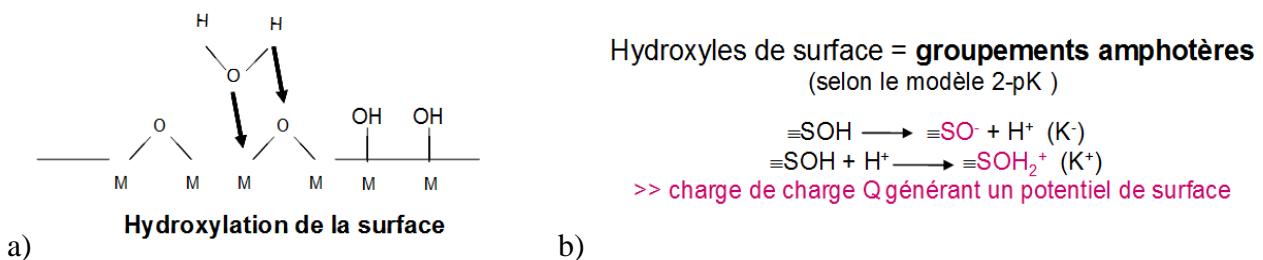 H H
O
OH OH
O O
M M M M M M
Hydroxylation de la surface
a)
Hydroxyles de surface = groupements amphotères
(selon le modèle 2-pK )
≡SOH ⟶ ≡SO⁻ + H⁺ (K⁻)
≡SOH + H⁺ ⟶ ≡SOH₂⁺ (K⁺)
>> charge de charge Q générant un potentiel de surface
b)